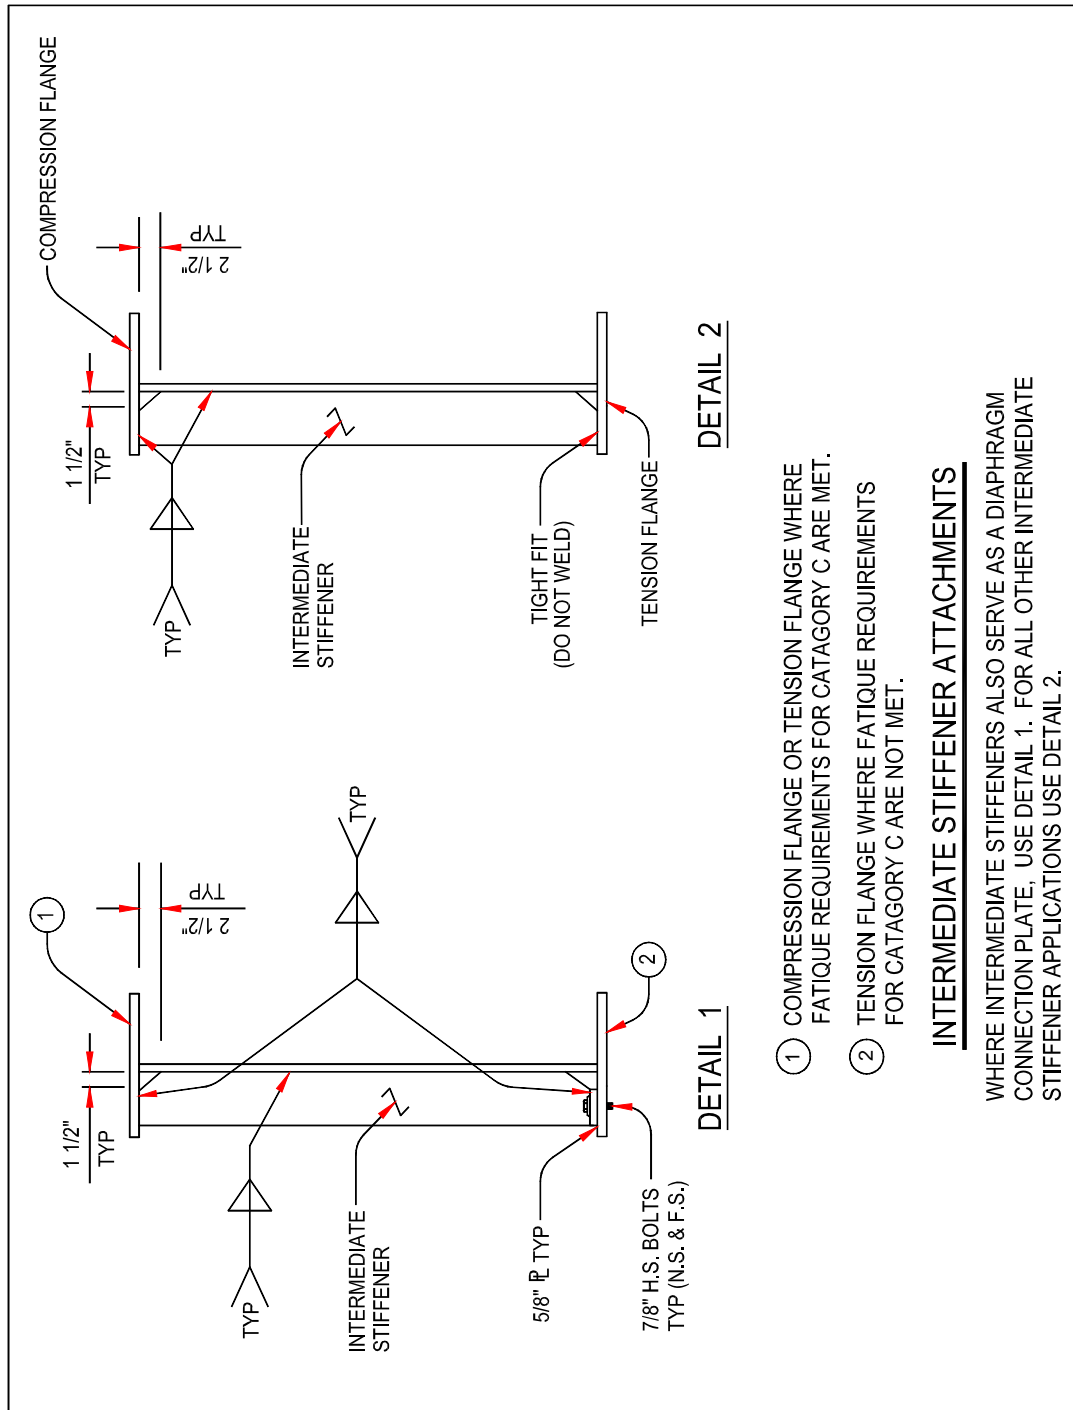 1 1/2"
TYP
1
2 1/2"
TYP
TYP
TYP
INTERMEDIATE
STIFFENER
5/8" ℙL TYP
7/8" H.S. BOLTS
TYP (N.S. & F.S.)
2
DETAIL 1
1 1/2"
TYP
COMPRESSION FLANGE
2 1/2"
TYP
TYP
INTERMEDIATE
STIFFENER
TIGHT FIT
(DO NOT WELD)
TENSION FLANGE
DETAIL 2
1 COMPRESSION FLANGE OR TENSION FLANGE WHERE
FATIQUE REQUIREMENTS FOR CATAGORY C ARE MET.
2 TENSION FLANGE WHERE FATIQUE REQUIREMENTS
FOR CATAGORY C ARE NOT MET.
INTERMEDIATE STIFFENER ATTACHMENTS
WHERE INTERMEDIATE STIFFENERS ALSO SERVE AS A DIAPHRAGM
CONNECTION PLATE, USE DETAIL 1. FOR ALL OTHER INTERMEDIATE
STIFFENER APPLICATIONS USE DETAIL 2.